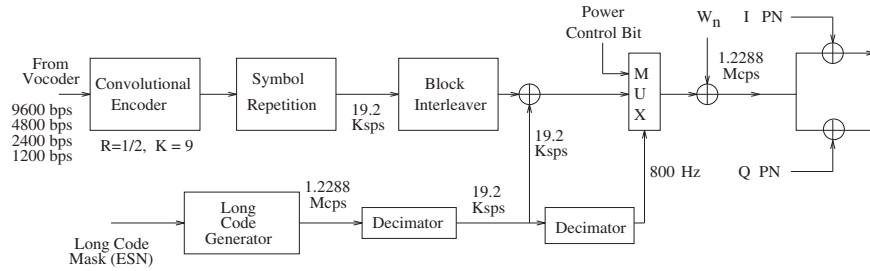 Power
Control Bit
W_n
I PN
From
Vocoder
9600 bps
4800 bps
2400 bps
1200 bps
Convolutional
Encoder
R=1/2, K = 9
Symbol
Repetition
19.2
Ksps
Block
Interleaver
M
U
X
1.2288
Mcps
19.2
Ksps
800 Hz
Q PN
Long Code
Mask (ESN)
Long
Code
Generator
1.2288
Mcps
Decimator
19.2
Ksps
Decimator